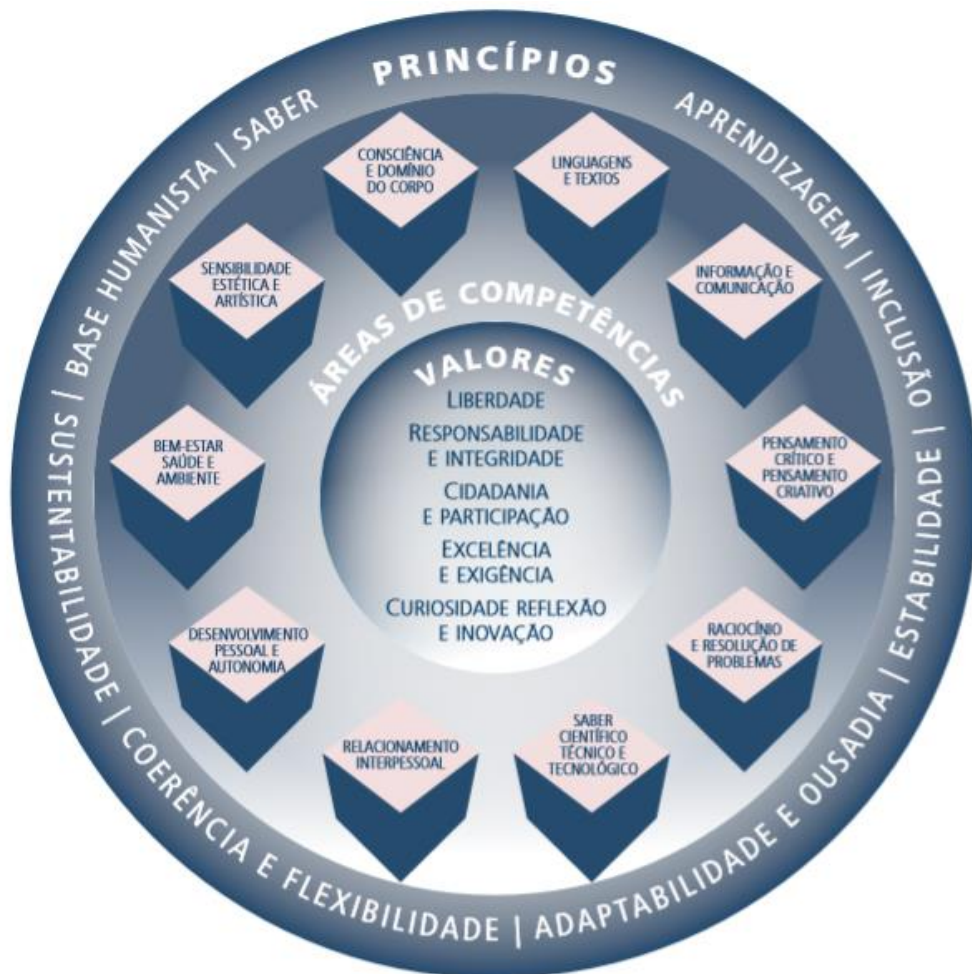 PRINCÍPIOS
BASE HUMANISTA | SABER
APRENDIZAGEM | INCLUSÃO |
ESTABILIDADE |
ADAPTABILIDADE E OUSADIA |
COERÊNCIA E FLEXIBILIDADE |
SUSTENTABILIDADE |
ÁREAS DE COMPETÊNCIAS
CONSCIÊNCIA
E DOMÍNIO
DO CORPO
LINGUAGENS
E TEXTOS
INFORMAÇÃO E
COMUNICAÇÃO
PENSAMENTO
CRÍTICO E
PENSAMENTO
CRIATIVO
RACIOCÍNIO
E RESOLUÇÃO DE
PROBLEMAS
SABER
CIENTÍFICO
TÉCNICO E
TECNOLÓGICO
RELACIONAMENTO
INTERPESSOAL
DESENVOLVIMENTO
PESSOAL E
AUTONOMIA
BEM-ESTAR
SAÚDE E
AMBIENTE
SENSIBILIDADE
ESTÉTICA E
ARTÍSTICA
VALORES
LIBERDADE
RESPONSABILIDADE
E INTEGRIDADE
CIDADANIA
E PARTICIPAÇÃO
EXCELÊNCIA
E EXIGÊNCIA
CURIOSIDADE REFLEXÃO
E INOVAÇÃO